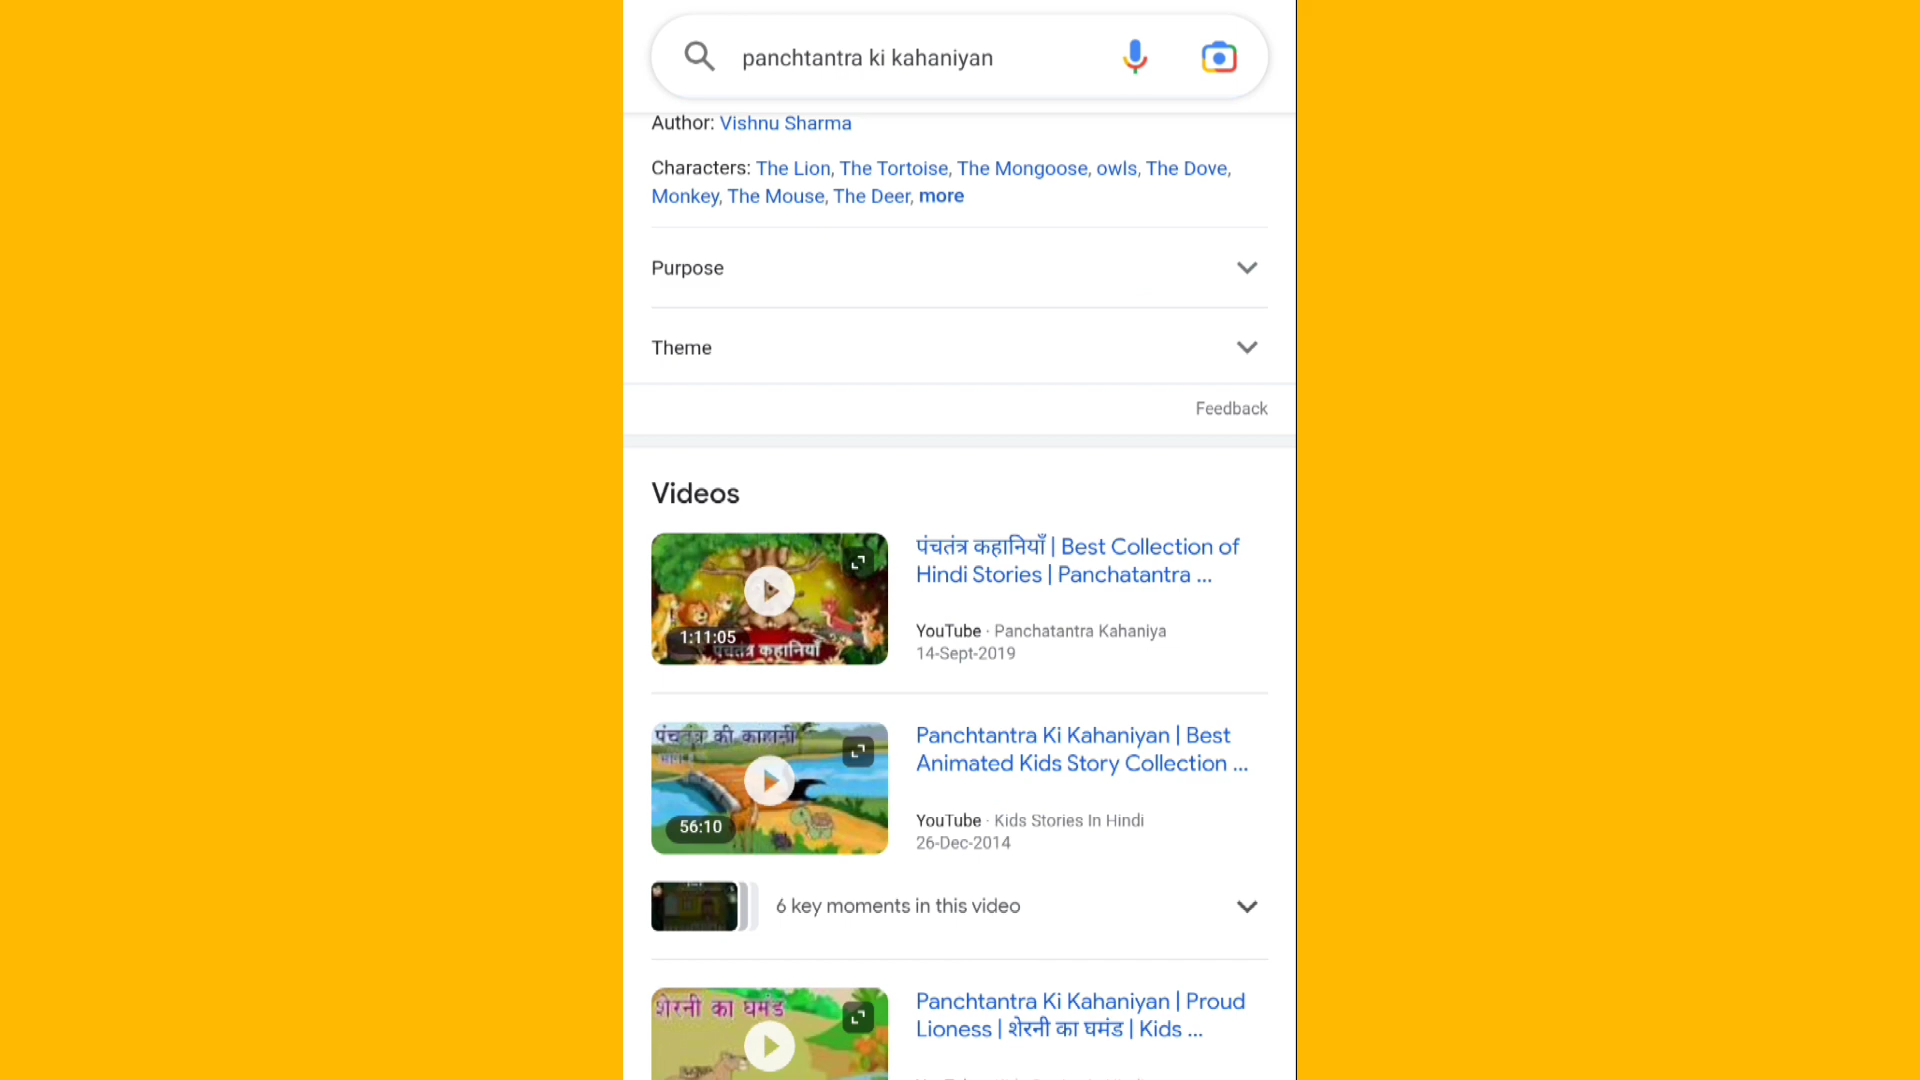 panchtantra ki kahaniyan
Author: Vishnu Sharma
Characters: The Lion, The Tortoise, The Mongoose, owls, The Dove,
Monkey, The Mouse, The Deer, more
Purpose
Theme
Feedback
Videos
1:11:05
पंचतंत्र कहानियाँ
पंचतंत्र कहानियाँ | Best Collection of
Hindi Stories | Panchatantra ...
YouTube · Panchatantra Kahaniya
14-Sept-2019
पंचतंत्र की काहानी
56:10
Panchtantra Ki Kahaniyan | Best
Animated Kids Story Collection ...
YouTube · Kids Stories In Hindi
26-Dec-2014
6 key moments in this video
शेरनी का घमंड
Panchtantra Ki Kahaniyan | Proud
Lioness | शेरनी का घमंड | Kids ...